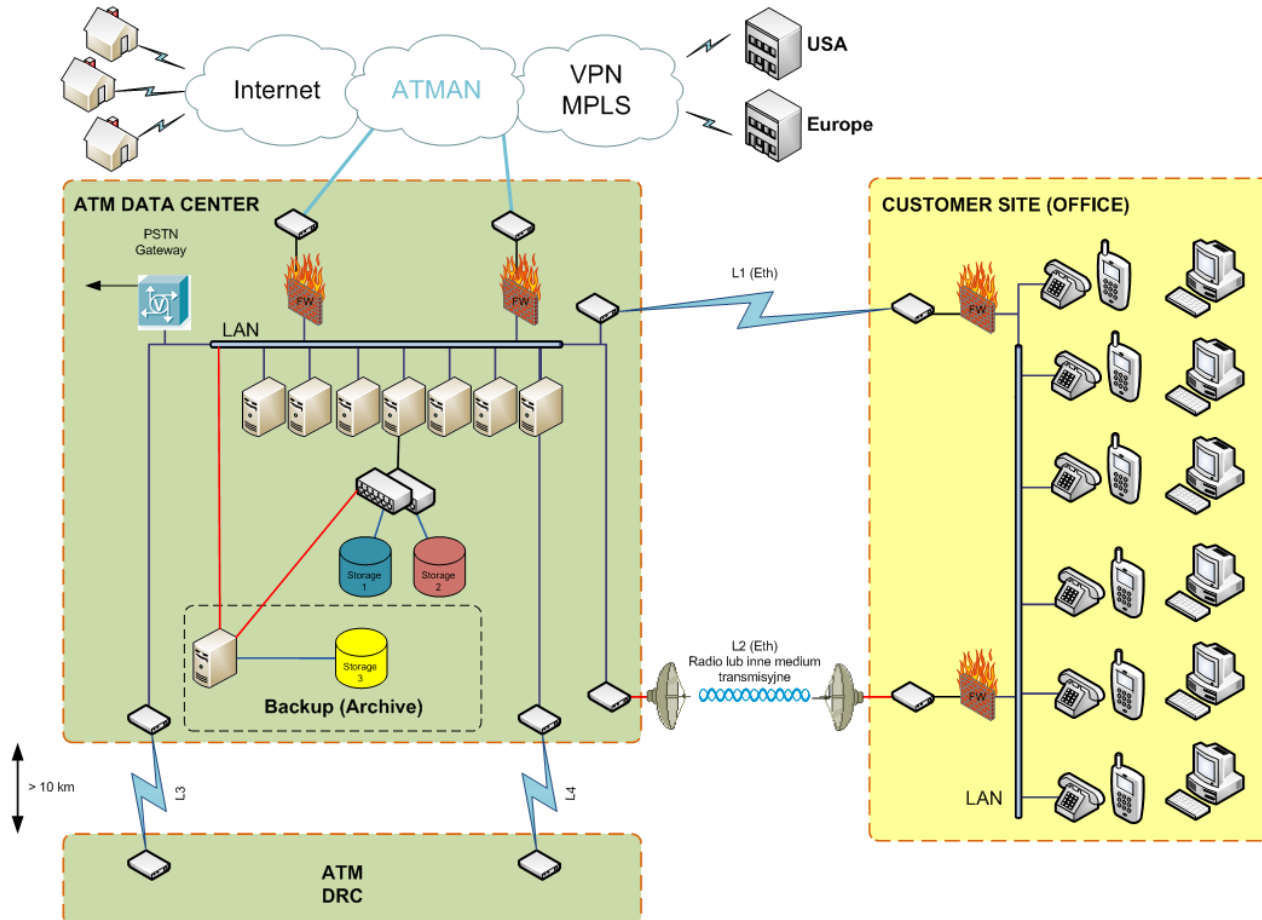 Internet
ATMAN
VPN
MPLS
USA
Europe
ATM DATA CENTER
PSTN
Gateway
FW
FW
LAN
Storage
1
Storage
2
Storage
3
Backup (Archive)
L1 (Eth)
L2 (Eth)
Radio lub inne medium
transmisyjne
CUSTOMER SITE (OFFICE)
FW
FW
LAN
> 10 km
L3
L4
ATM
DRC
V